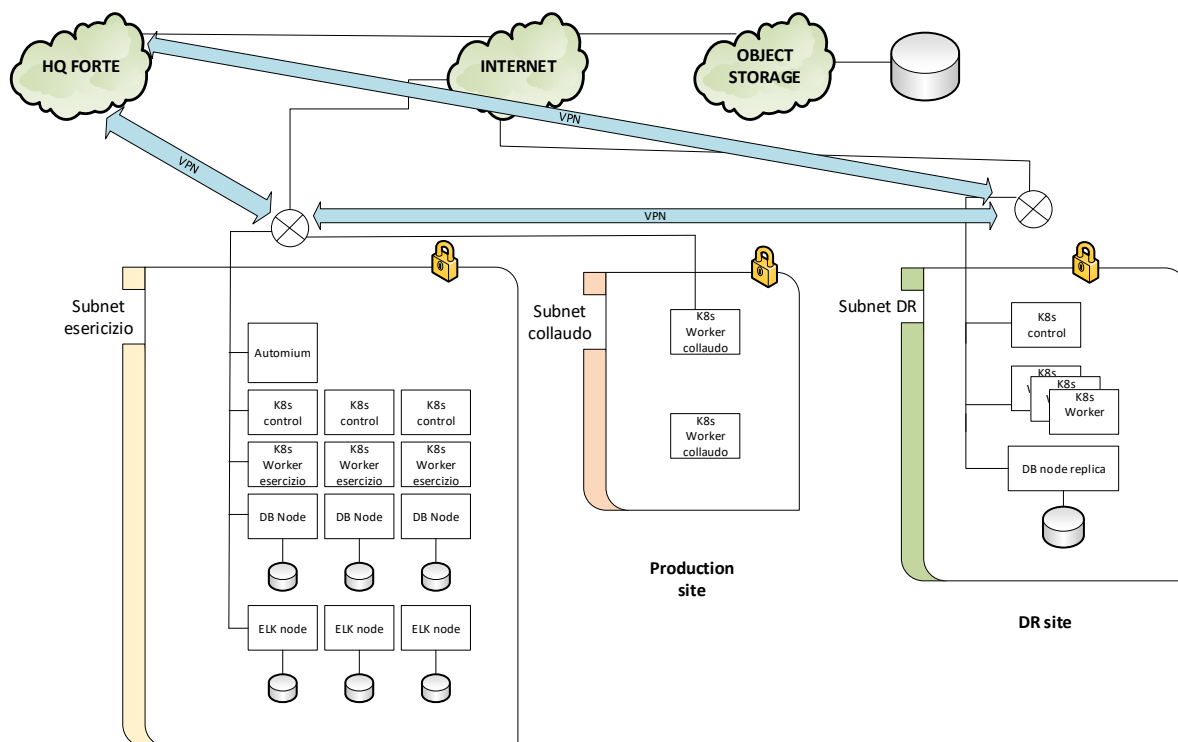 HQ FORTE
INTERNET
OBJECT
STORAGE
VPN
VPN
VPN
Subnet
esericizio
Automium
K8s
control
K8s
control
K8s
control
K8s
Worker
esercizio
K8s
Worker
esercizio
K8s
Worker
esercizio
DB Node
DB Node
DB Node
ELK node
ELK node
ELK node
Subnet
collaudo
K8s
Worker
collaudo
K8s
Worker
collaudo
Production
site
Subnet DR
K8s
control
K8s
K8s
K8s
Worker
DB node replica
DR site